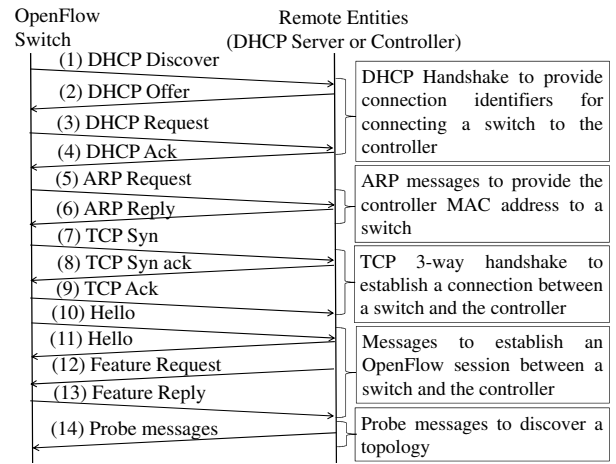 OpenFlow
Switch
Remote Entities
(DHCP Server or Controller)
(1) DHCP Discover
(2) DHCP Offer
(3) DHCP Request
(4) DHCP Ack
DHCP Handshake to provide
connection identifiers for
connecting a switch to the
controller
(5) ARP Request
(6) ARP Reply
ARP messages to provide the
controller MAC address to a
switch
(7) TCP Syn
(8) TCP Syn ack
(9) TCP Ack
TCP 3-way handshake to
establish a connection between
a switch and the controller
(10) Hello
(11) Hello
(12) Feature Request
(13) Feature Reply
Messages to establish an
OpenFlow session between a
switch and the controller
(14) Probe messages
Probe messages to discover a
topology